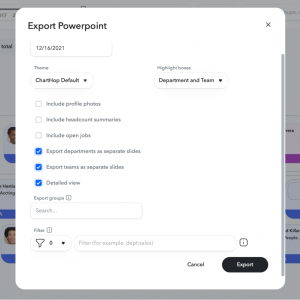 Export Powerpoint
12/16/2021
Theme
Highlight boxes
ChartHop Default
Department and Team
Include profile photos
Include headcount summaries
Include open jobs
Export departments as separate slides
Export teams as separate slides
Detailed view
Export groups
Search...
Filter
0
Filter (for example, dept:sales)
Cancel
Export
total
People